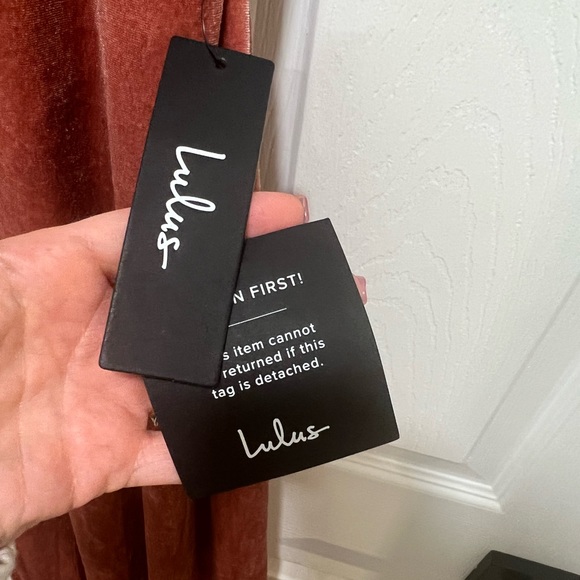 Lulus
N FIRST!
s item cannot
returned if this
tag is detached.
Lulus